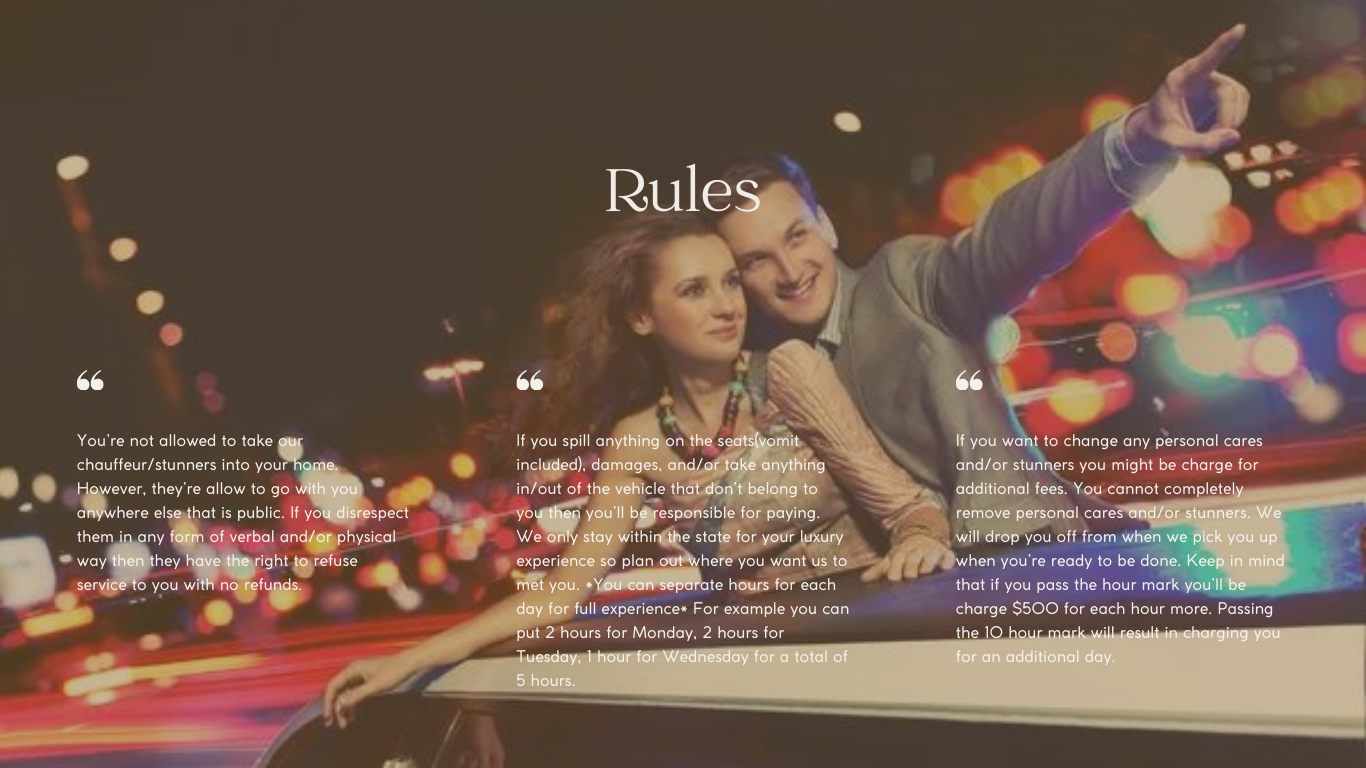 Rules
“
You're not allowed to take our
chauffeur/stunners into your home.
However, they're allow to go with you
anywhere else that is public. If you disrespect
them in any form of verbal and/or physical
way then they have the right to refuse
service to you with no refunds.
“
If you spill anything on the seats(vomit
included), damages, and/or take anything
in/out of the vehicle that don't belong to
you then you'll be responsible for paying.
We only stay within the state for your luxury
experience so plan out where you want us to
met you. *You can separate hours for each
day for full experience* For example you can
put 2 hours for Monday, 2 hours for
Tuesday, 1 hour for Wednesday for a total of
5 hours.
“
If you want to change any personal cares
and/or stunners you might be charge for
additional fees. You cannot completely
remove personal cares and/or stunners. We
will drop you off from when we pick you up
when you're ready to be done. Keep in mind
that if you pass the hour mark you'll be
charge $500 for each hour more. Passing
the 10 hour mark will result in charging you
for an additional day.